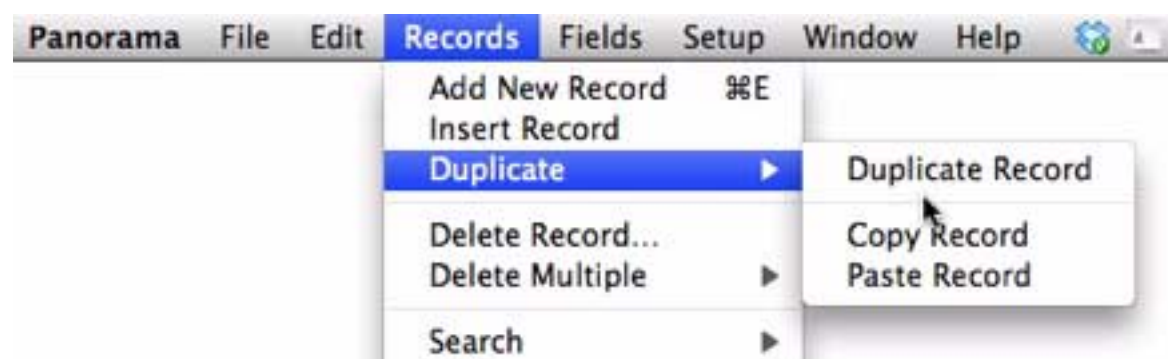 Panorama File Edit Records Fields Setup Window Help
Add New Record ⌘E
Insert Record
Duplicate
Duplicate Record
Delete Record...
Copy Record
Delete Multiple
Paste Record
Search